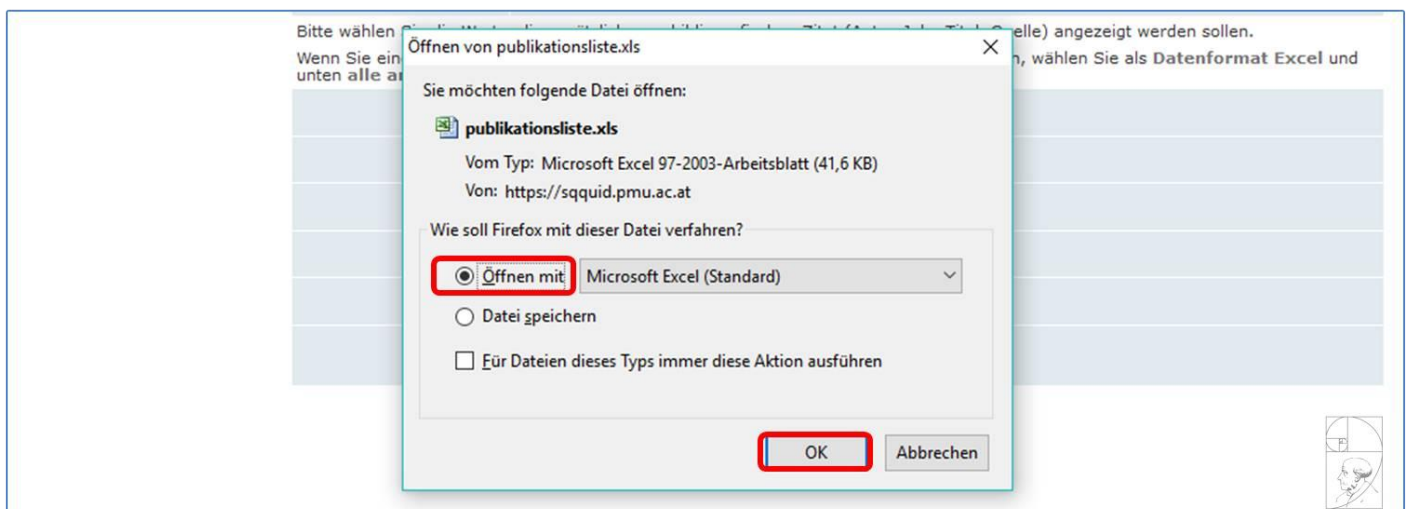 Bitte wählen
elle) angezeigt werden sollen.
Wenn Sie ein
wählen Sie als Datenformat Excel und
unten alle
Öffnen von publikationsliste.xls
Sie möchten folgende Datei öffnen:
publikationsliste.xls
Vom Typ: Microsoft Excel 97-2003-Arbeitsblatt (41,6 KB)
Von: https://sqquid.pmu.ac.at
Wie soll Firefox mit dieser Datei verfahren?
Öffnen mit Microsoft Excel (Standard)
Datei speichern
Für Dateien dieses Typs immer diese Aktion ausführen
OK Abbrechen